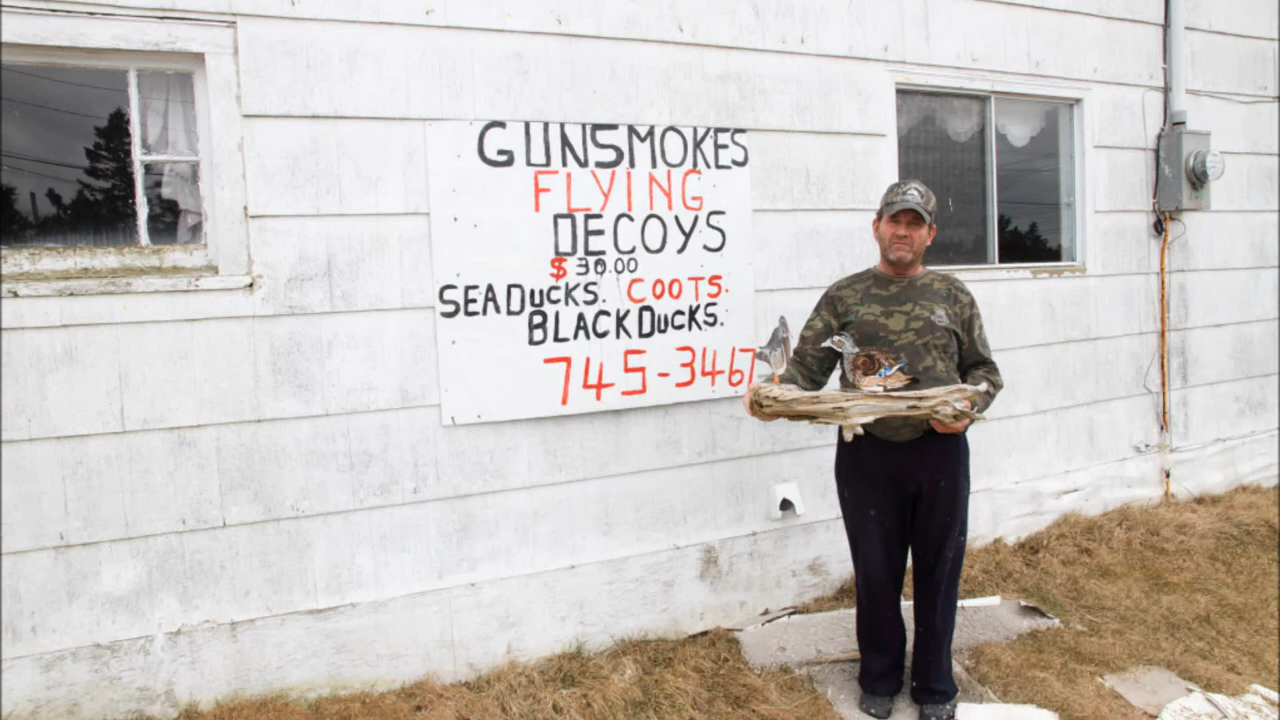 GUNSMOKES
FLYING
DECOYS
$ 30.00
SEADuCKS. COOTS.
BLACKDucKS.
745-3467